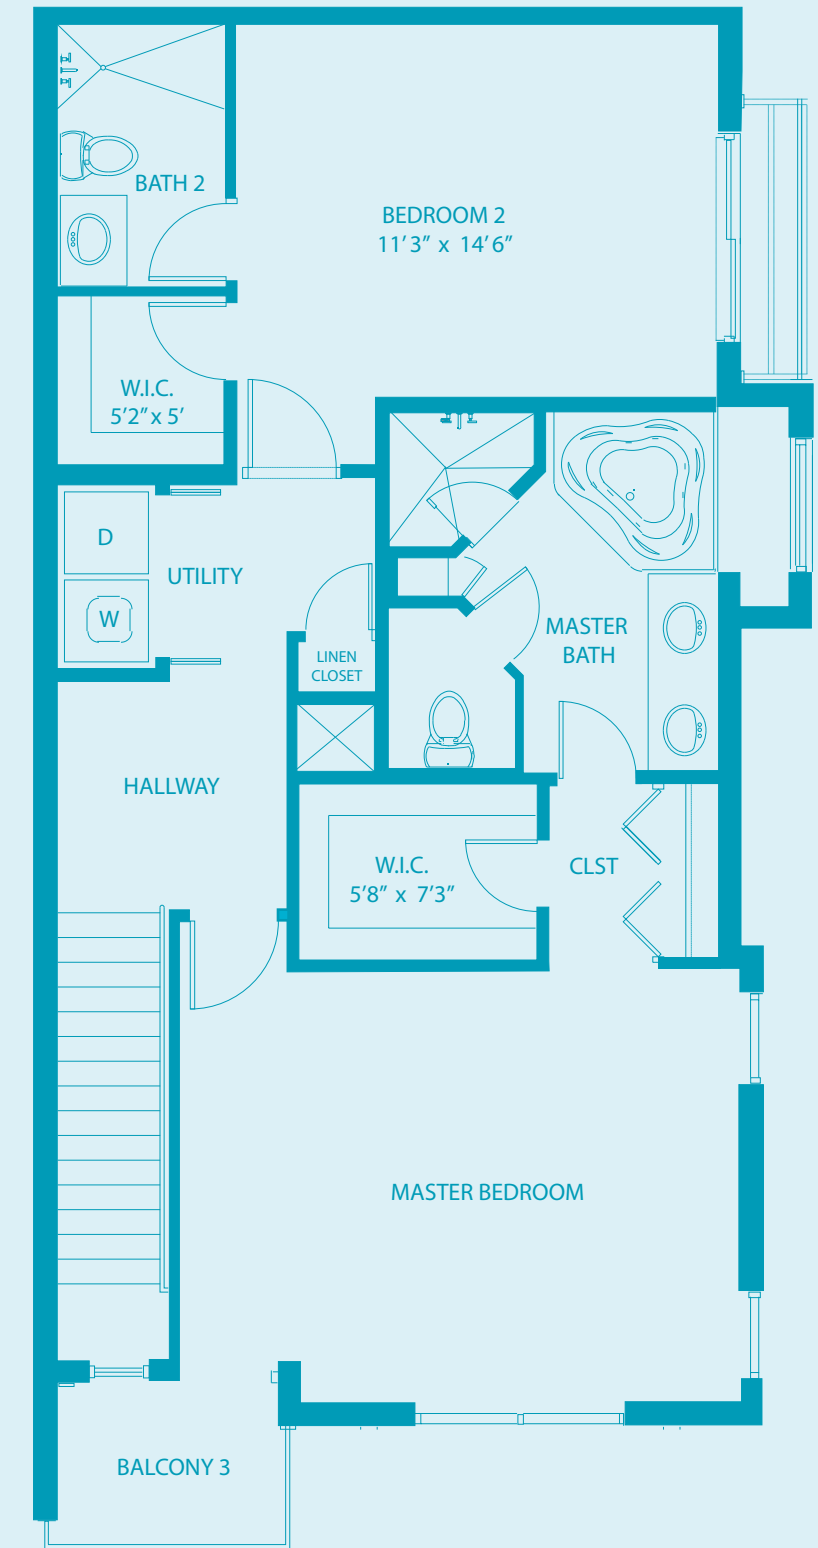 BATH 2
BEDROOM 2
11’3” x 14’6”
W.I.C.
5’2” x 5’
D
UTILITY
W
LINEN
CLOSET
MASTER
BATH
HALLWAY
W.I.C.
5’8” x 7’3”
CLST
MASTER BEDROOM
BALCONY 3